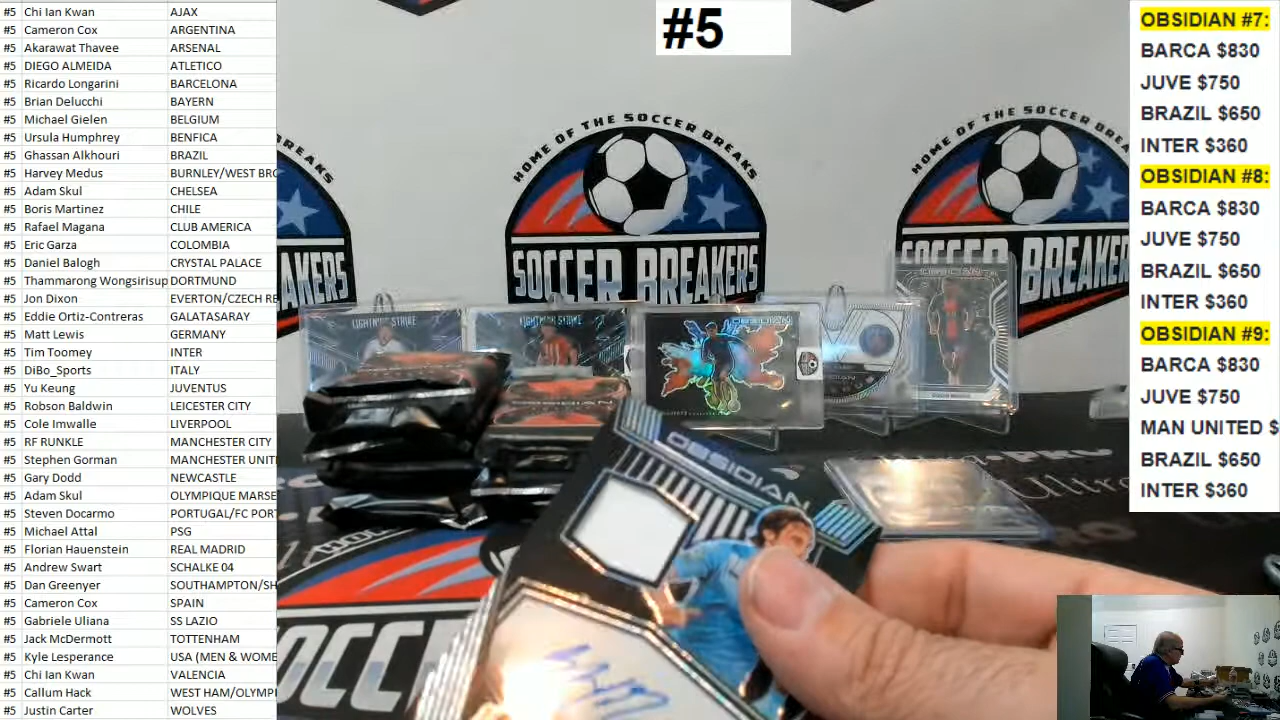 #5 Chi Ian Kwan AJAX
#5 Cameron Cox ARGENTINA
#5 Akarawat Thavee ARSENAL
#5 DIEGO ALMEIDA ATLETICO
#5 Ricardo Longarini BARCELONA
#5 Brian Delucchi BAYERN
#5 Michael Gielen BELGIUM
#5 Ursula Humphrey BENFICA
#5 Ghassan Alkhouri BRAZIL
#5 Harvey Medus BURNLEY/WEST BRO
#5 Adam Skul CHELSEA
#5 Boris Martinez CHILE
#5 Rafael Magana CLUB AMERICA
#5 Eric Garza COLOMBIA
#5 Daniel Balogh CRYSTAL PALACE
#5 Thammarong Wongsirisup DORTMUND
#5 Jon Dixon EVERTON/CZECH RE
#5 Eddie Ortiz-Contreras GALATASARAY
#5 Matt Lewis GERMANY
#5 Tim Toomey INTER
#5 DiBo_Sports ITALY
#5 Yu Keung JUVENTUS
#5 Robson Baldwin LEICESTER CITY
#5 Cole Imwalle LIVERPOOL
#5 RF RUNKLE MANCHESTER CITY
#5 Stephen Gorman MANCHESTER UNIT
#5 Gary Dodd NEWCASTLE
#5 Adam Skul OLYMPIQUE MARSE
#5 Steven Docarmo PORTUGAL/FC POR
#5 Michael Attal PSG
#5 Florian Hauenstein REAL MADRID
#5 Andrew Swart SCHALKE 04
#5 Dan Greenyer SOUTHAMPTON/SH
#5 Cameron Cox SPAIN
#5 Gabriele Uliana SS LAZIO
#5 Jack McDermott TOTTENHAM
#5 Kyle Lesperance USA (MEN & WOME
#5 Chi Ian Kwan VALENCIA
#5 Callum Hack WEST HAM/OLYMPI
#5 Justin Carter WOLVES
#5
HOME OF THE SOCCER BREAKS
SOCCER BREAKERS
BREAKS
AKERS
HOME OF THE SOCCER BREA
SOCCER BREAKER
LIGHTNING STRIKE
LIGHTNING STRIKE
OBSIDIAN
OBSIDIAN
OBSIDIAN
SOCC
OBSIDIAN #7:
BARCA $830
JUVE $750
BRAZIL $650
INTER $360
OBSIDIAN #8:
BARCA $830
JUVE $750
BRAZIL $650
INTER $360
OBSIDIAN #9:
BARCA $830
JUVE $750
MAN UNITED $
BRAZIL $650
INTER $360